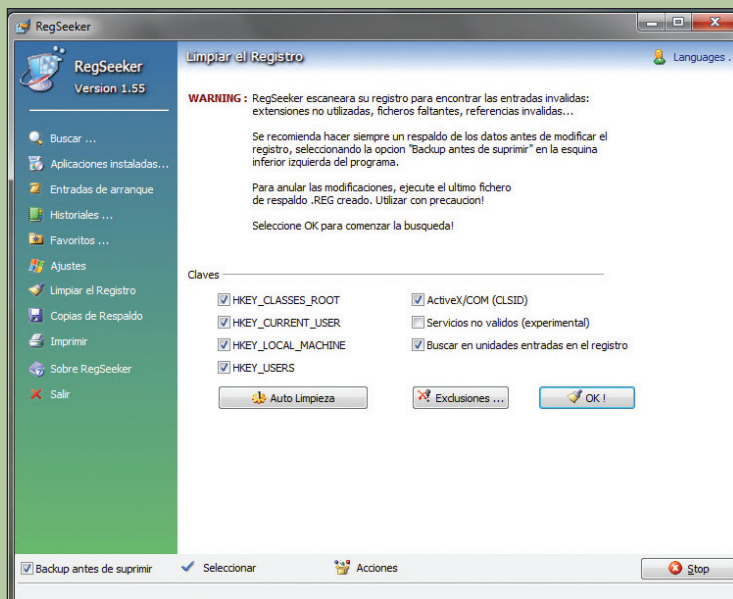 RegSeeker
RegSeeker
Version 1.55
Buscar ...
Aplicaciones instaladas...
Entradas de arranque
Historiales ...
Favoritos ...
Ajustes
Limpiar el Registro
Copias de Respaldo
Imprimir
Sobre RegSeeker
Salir
Limpiar el Registro
Languages .
WARNING : RegSeeker escaneara su registro para encontrar las entradas invalidas:
extensiones no utilizadas, ficheros faltantes, referencias invalidas...
Se recomienda hacer siempre un respaldo de los datos antes de modificar el
registro, seleccionando la opcion "Backup antes de suprimir" en la esquina
inferior izquierda del programa.
Para anular las modificaciones, ejecute el ultimo fichero
de respaldo .REG creado. Utilizar con precaucion!
Seleccione OK para comenzar la busqueda!
Claves
HKEY_CLASSES_ROOT
HKEY_CURRENT_USER
HKEY_LOCAL_MACHINE
HKEY_USERS
ActiveX/COM (CLSID)
Servicios no validos (experimental)
Buscar en unidades entradas en el registro
Auto Limpieza
Exclusiones ...
OK !
Backup antes de suprimir
Seleccionar
Acciones
Stop